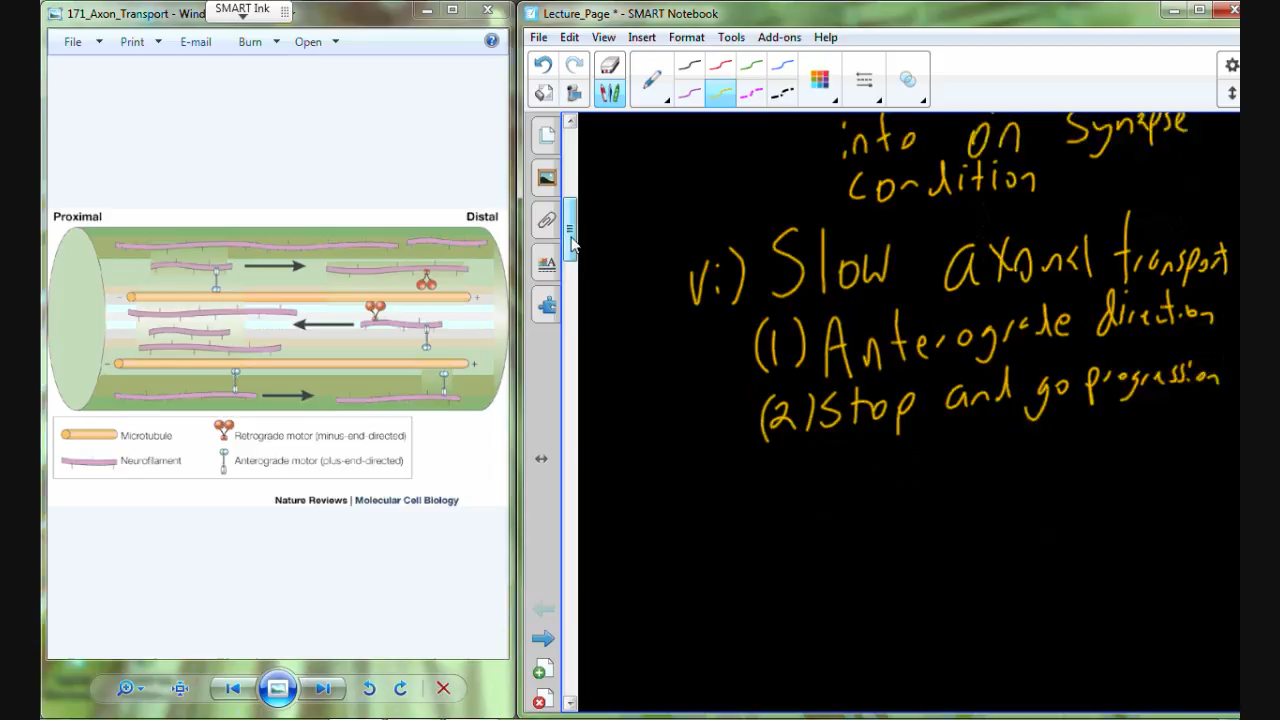 171_Axon_Transport - Wind
SMART Ink
File Print E-mail Burn Open
Proximal Distal
- +
- +
Microtubule
Neurofilament
Retrograde motor (minus-end-directed)
Anterograde motor (plus-end-directed)
Nature Reviews | Molecular Cell Biology
Lecture_Page * - SMART Notebook
File Edit View Insert Format Tools Add-ons Help
into on synapse
condition
vi.) Slow axonal transport
(1) Anterograde direction
(2) Stop and go progression